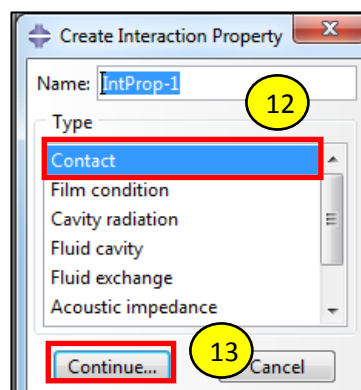 Create Interaction Property
X
Name: IntProp-1
12
Type
Contact
Film condition
Cavity radiation
Fluid cavity
Fluid exchange
Acoustic impedance
13
Continue... Cancel